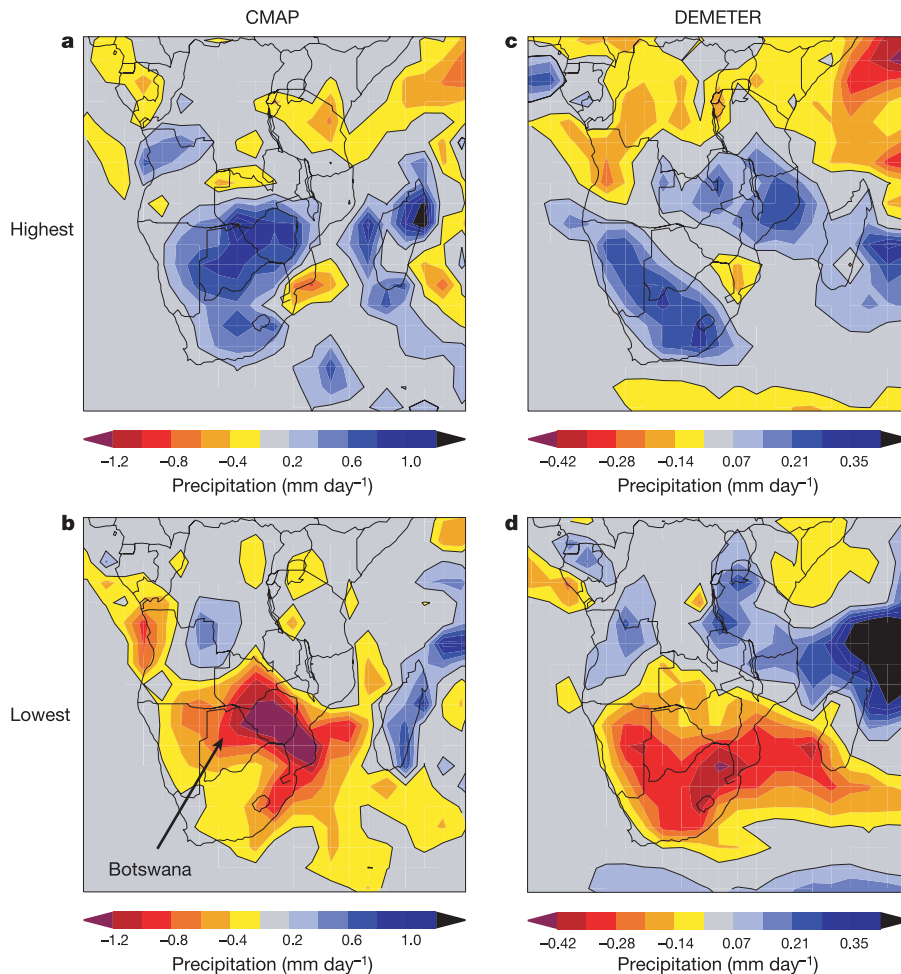 CMAP
DEMETER
a
c
Highest
−1.2 −0.8 −0.4 0.2 0.6 1.0
Precipitation (mm day−1)
−0.42 −0.28 −0.14 0.07 0.21 0.35
Precipitation (mm day−1)
b
d
Lowest
Botswana
−1.2 −0.8 −0.4 0.2 0.6 1.0
Precipitation (mm day−1)
−0.42 −0.28 −0.14 0.07 0.21 0.35
Precipitation (mm day−1)